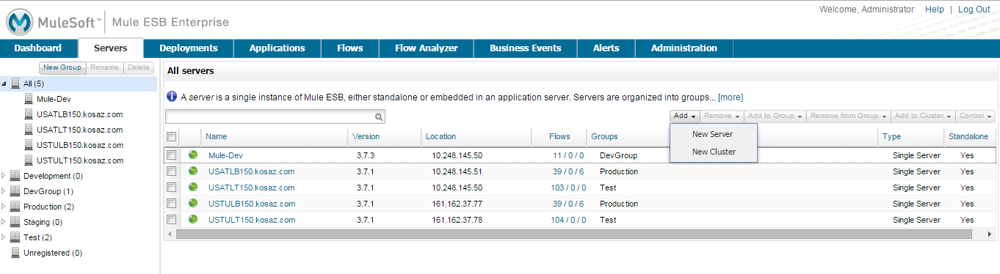 Welcome, Administrator Help | Log Out
MuleSoft™ | Mule ESB Enterprise
Dashboard Servers Deployments Applications Flows Flow Analyzer Business Events Alerts Administration
New Group Rename Delete
All (5)
Mule-Dev
USATLB150.kosaz.com
USATLT150.kosaz.com
USTULB150.kosaz.com
USTULT150.kosaz.com
Development (0)
DevGroup (1)
Production (2)
Staging (0)
Test (2)
Unregistered (0)
All servers
A server is a single instance of Mule ESB, either standalone or embedded in an application server. Servers are organized into groups... [more]
Add Remove Add to Group Remove from Group Add to Cluster Control
New Server
New Cluster
Name Version Location Flows Groups Type Standalone
Mule-Dev 3.7.3 10.248.145.50 11 / 0 / 0 DevGroup Single Server Yes
USATLB150.kosaz.com 3.7.1 10.248.145.51 39 / 0 / 6 Production Single Server Yes
USATLT150.kosaz.com 3.7.1 10.248.145.50 103 / 0 / 0 Test Single Server Yes
USTULB150.kosaz.com 3.7.1 161.162.37.77 39 / 0 / 6 Production Single Server Yes
USTULT150.kosaz.com 3.7.1 161.162.37.78 104 / 0 / 0 Test Single Server Yes